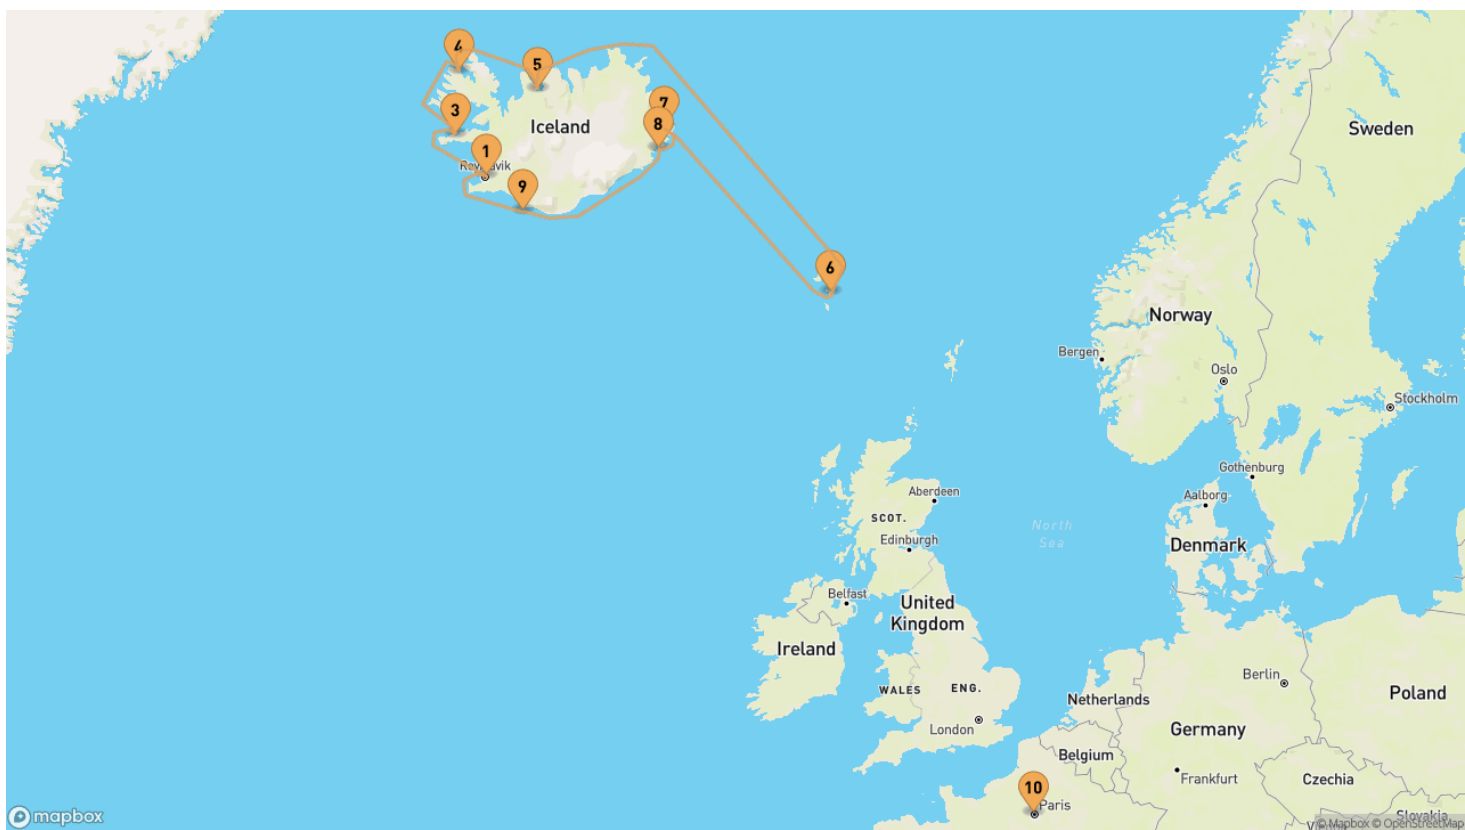 4
5
3
7
8
Iceland
1
Reykjavik
9
6
Sweden
Norway
Bergen
Oslo
Stockholm
Gothenburg
Aalborg
North
Sea
Denmark
Aberdeen
SCOT.
Edinburgh
Belfast
United
Kingdom
Ireland
WALES
ENG.
London
Netherlands
Berlin
Poland
Germany
Belgium
Frankfurt
Czechia
Slovakia
10
Paris
mapbox
© Mapbox © OpenStreetMap